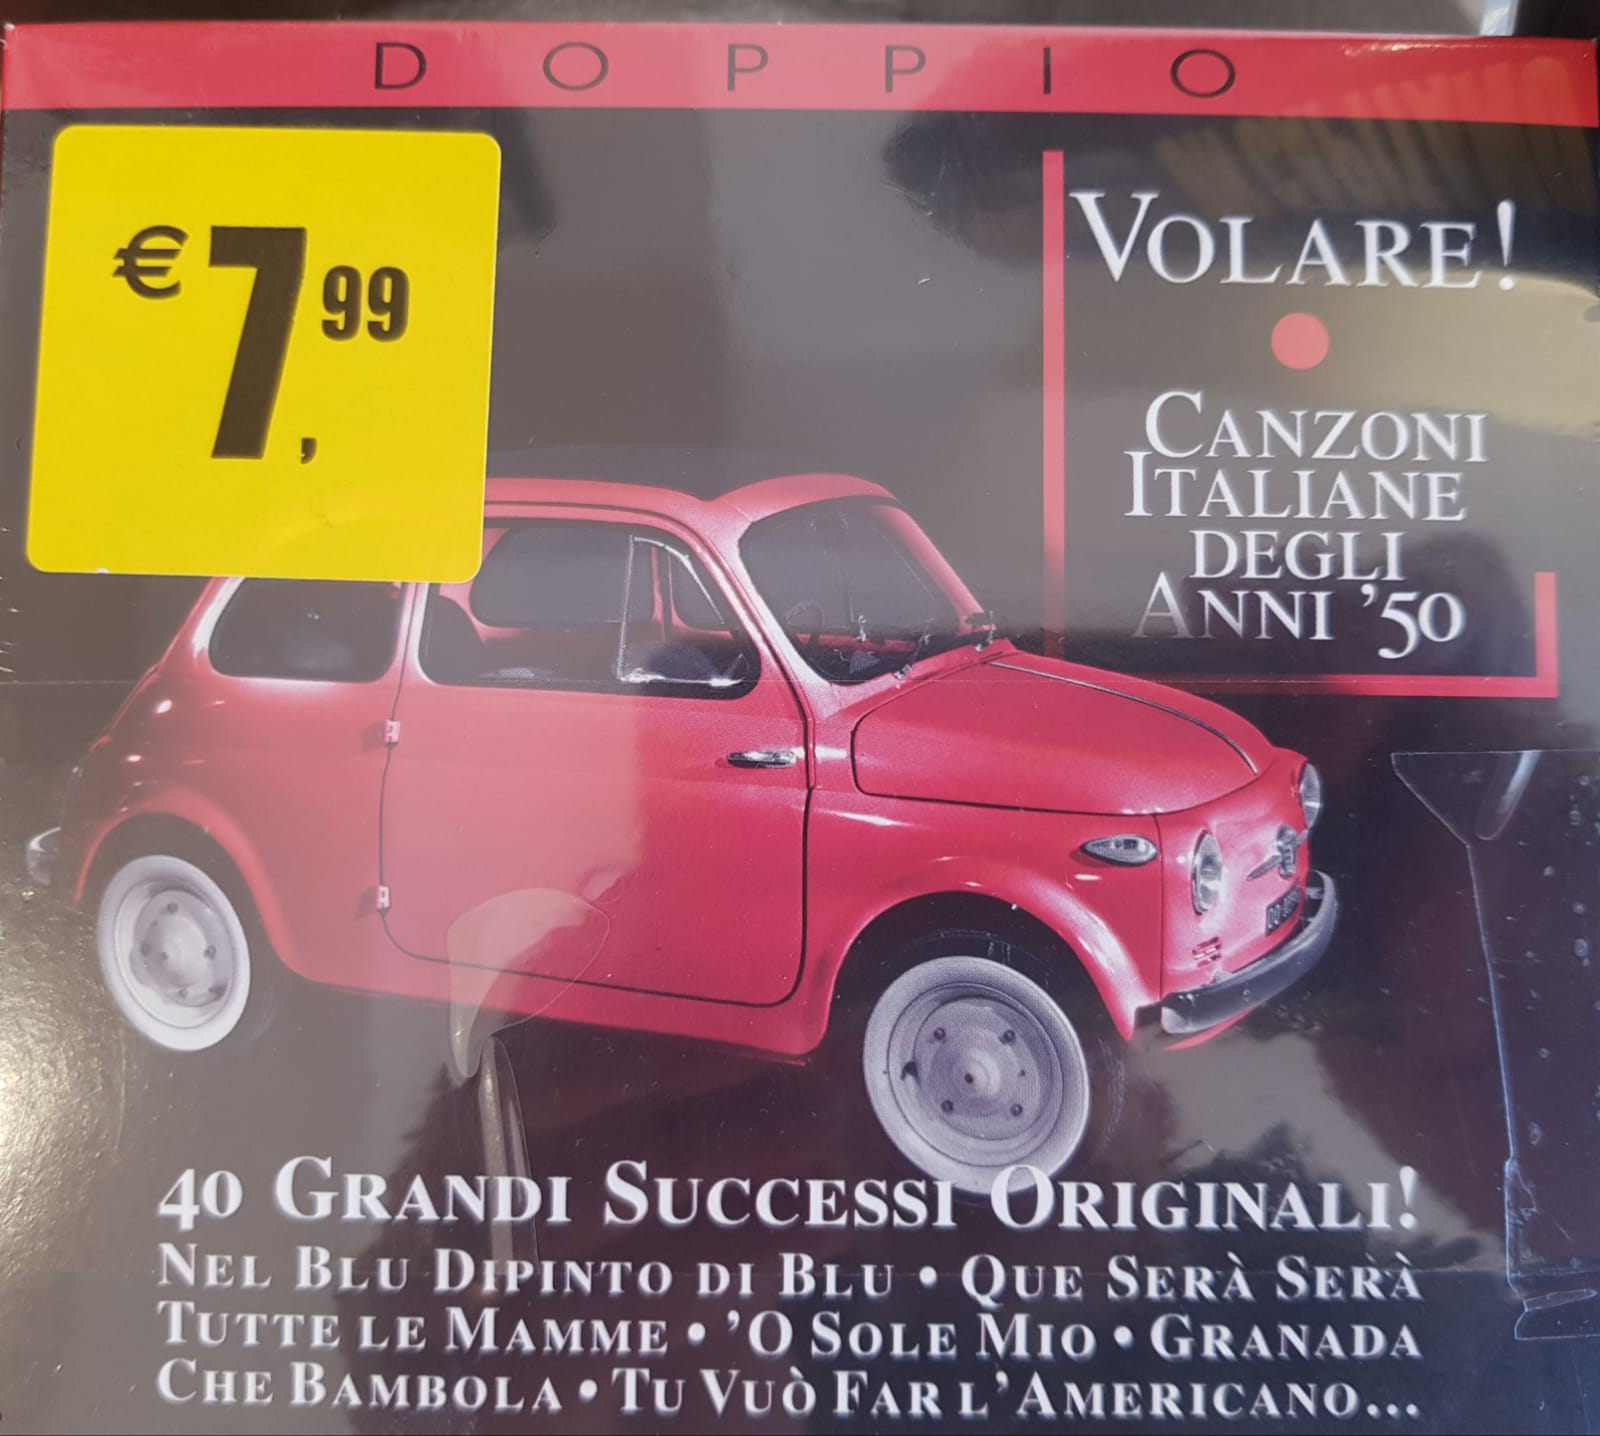 DOPPIO
€7,99
VOLARE!
CANZONI
ITALIANE
DEGLI
ANNI '50
40 GRANDI SUCCESSI ORIGINALI!
NEL BLU DIPINTO DI BLU • QUE SERÀ SERÀ
TUTTE LE MAMME • 'O SOLE MIO • GRANADA
CHE BAMBOLA • TU VUÒ FAR L'AMERICANO...